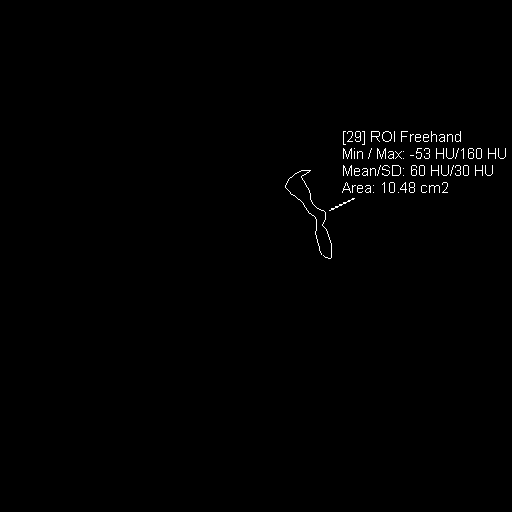 [29] ROI Freehand
Min / Max: -53 HU/160 HU
Mean/SD: 60 HU/30 HU
Area: 10.48 cm2